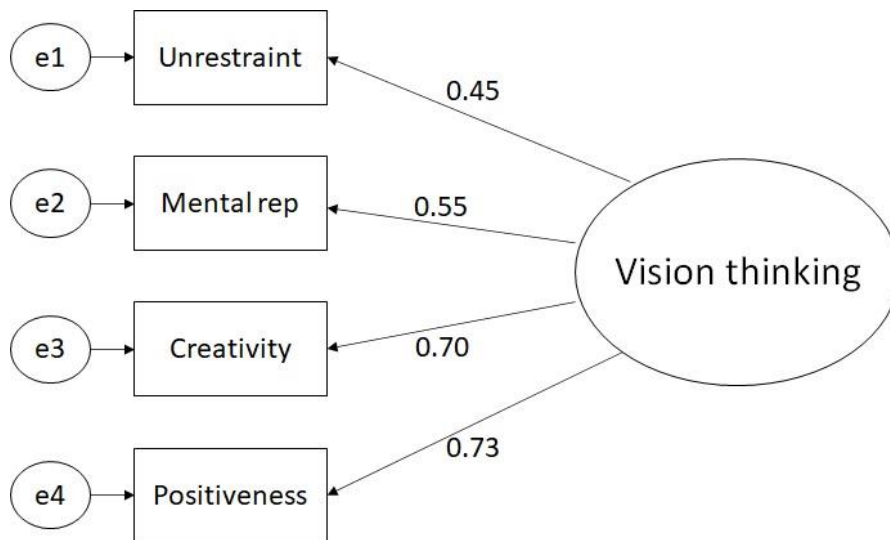 e1
Unrestraint
0.45
e2
Mental rep
0.55
Vision thinking
e3
Creativity
0.70
0.73
e4
Positiveness